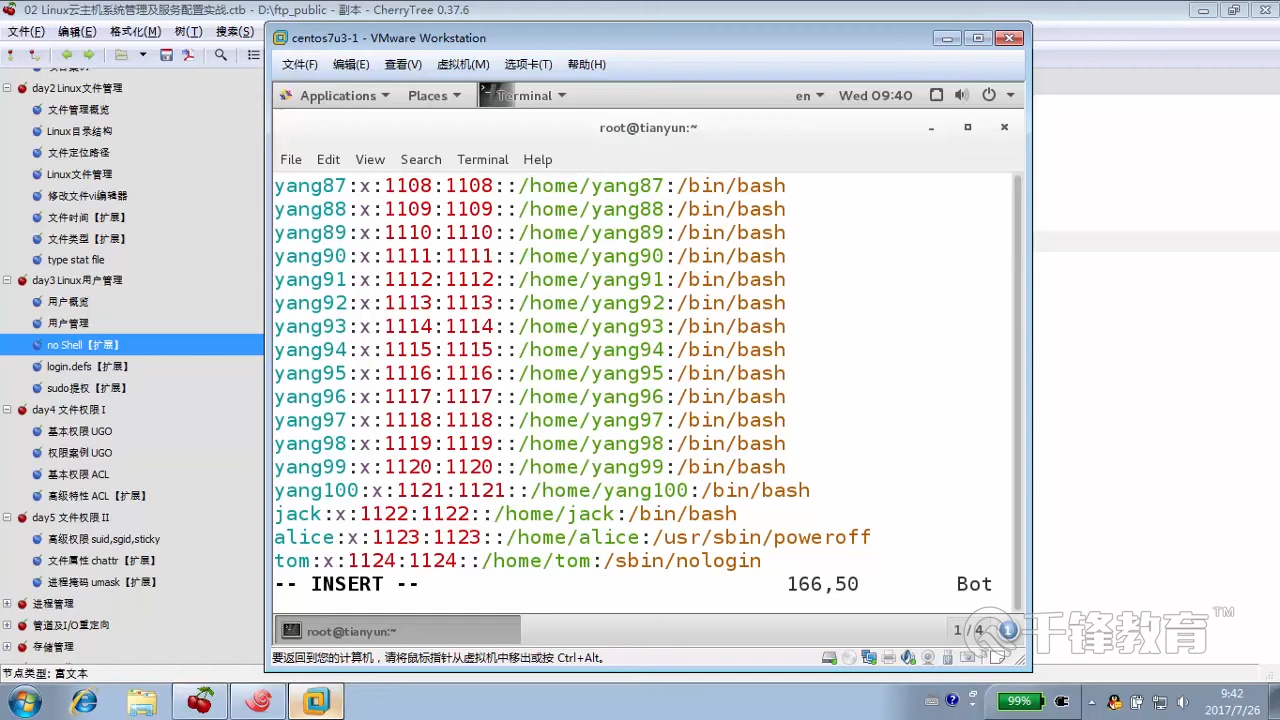 02 Linux云主机系统管理及服务配置实战.ctb - D:\ftp_public - 副本 - CherryTree 0.37.6
文件(F) 编辑(E) 格式化(M) 树(T) 搜索(S)
day2 Linux文件管理
文件管理概览
Linux目录结构
文件定位路径
Linux文件管理
修改文件vi编辑器
文件时间【扩展】
文件类型【扩展】
type stat file
day3 Linux用户管理
用户概览
用户管理
no Shell【扩展】
login.defs【扩展】
sudo提权【扩展】
day4 文件权限 I
基本权限 UGO
权限案例 UGO
基本权限 ACL
高级特性 ACL【扩展】
day5 文件权限 II
高级权限 suid,sgid,sticky
文件属性 chattr【扩展】
进程掩码 umask【扩展】
进程管理
管道及I/O重定向
存储管理
节点类型: 富文本
centos7u3-1 - VMware Workstation
文件(F) 编辑(E) 查看(V) 虚拟机(M) 选项卡(T) 帮助(H)
Applications Places Terminal en Wed 09:40
root@tianyun:~
File Edit View Search Terminal Help
yang87:x:1108:1108::/home/yang87:/bin/bash
yang88:x:1109:1109::/home/yang88:/bin/bash
yang89:x:1110:1110::/home/yang89:/bin/bash
yang90:x:1111:1111::/home/yang90:/bin/bash
yang91:x:1112:1112::/home/yang91:/bin/bash
yang92:x:1113:1113::/home/yang92:/bin/bash
yang93:x:1114:1114::/home/yang93:/bin/bash
yang94:x:1115:1115::/home/yang94:/bin/bash
yang95:x:1116:1116::/home/yang95:/bin/bash
yang96:x:1117:1117::/home/yang96:/bin/bash
yang97:x:1118:1118::/home/yang97:/bin/bash
yang98:x:1119:1119::/home/yang98:/bin/bash
yang99:x:1120:1120::/home/yang99:/bin/bash
yang100:x:1121:1121::/home/yang100:/bin/bash
jack:x:1122:1122::/home/jack:/bin/bash
alice:x:1123:1123::/home/alice:/usr/sbin/poweroff
tom:x:1124:1124::/home/tom:/sbin/nologin
-- INSERT -- 166,50 Bot
root@tianyun:~ 1 / 4 1
要返回到您的计算机，请将鼠标指针从虚拟机中移出或按 Ctrl+Alt。
千锋教育™
99%
9:42
2017/7/26